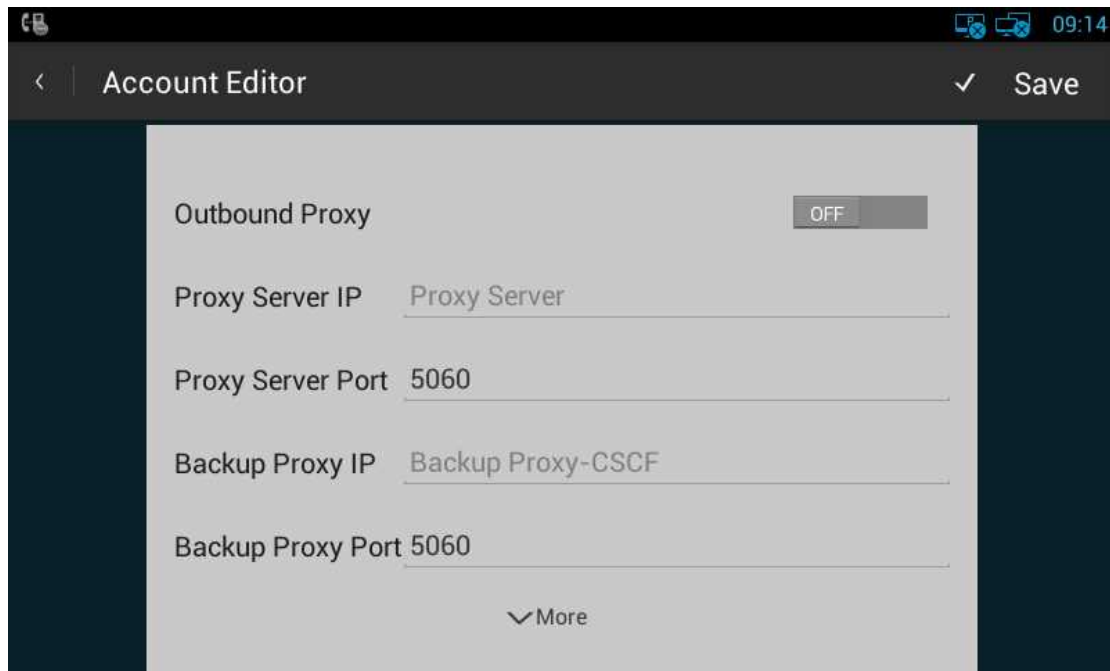 09:14
Account Editor Save
Outbound Proxy OFF
Proxy Server IP Proxy Server
Proxy Server Port 5060
Backup Proxy IP Backup Proxy-CSCF
Backup Proxy Port 5060
More